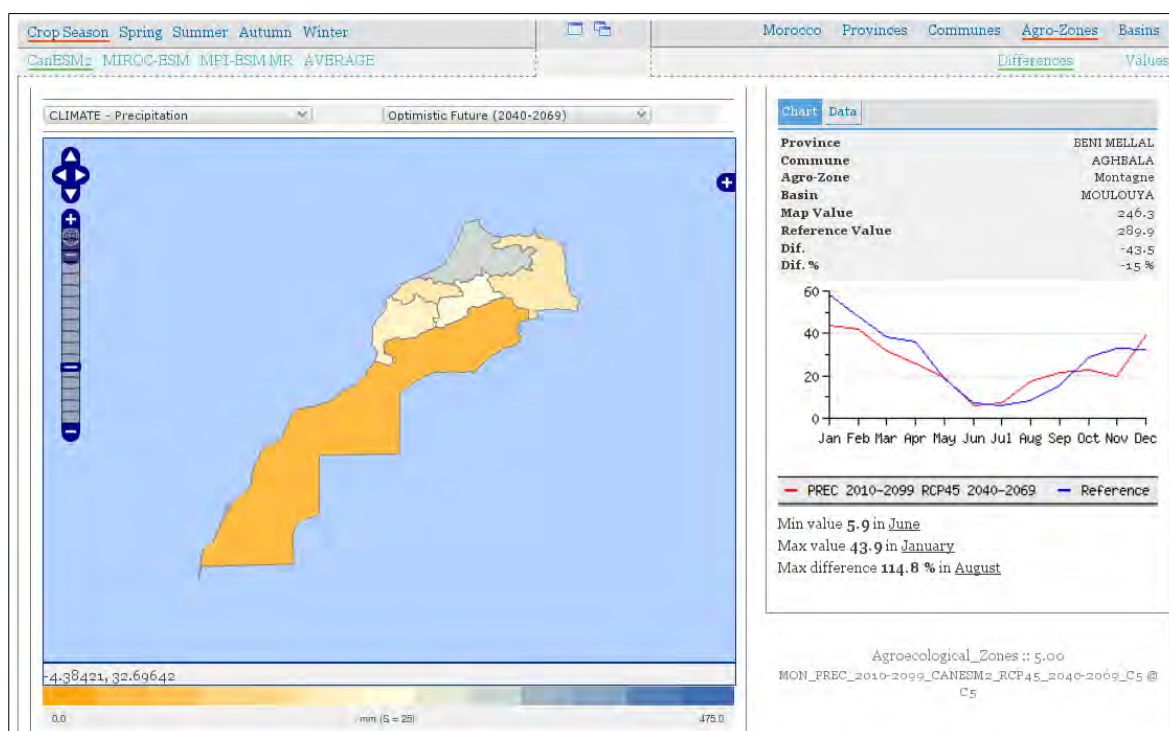 Crop Season Spring Summer Autumn Winter
Morocco Provinces Communes Agro-Zones Basins
CanESM2 MIROC-ESM MPI-ESM MR AVERAGE
Differences Values
CLIMATE - Precipitation
Optimistic Future (2040-2069)
Chart Data
Province BENI MELLAL
Commune AGHBALA
Agro-Zone Montagne
Basin MOULOUYA
Map Value 246.3
Reference Value 289.9
Dif. -43.5
Dif. % -15 %
60
40
20
0
Jan Feb Mar Apr May Jun Jul Aug Sep Oct Nov Dec
PREC 2010-2099 RCP45 2040-2069 Reference
Min value 5.9 in June
Max value 43.9 in January
Max difference 114.8 % in August
-4.38421, 32.69642
0.0 mm (S = 25) 475.0
Agroecological_Zones :: 5.00
MON_PREC_2010-2099_CANESM2_RCP45_2040-2069_C5 @
C5